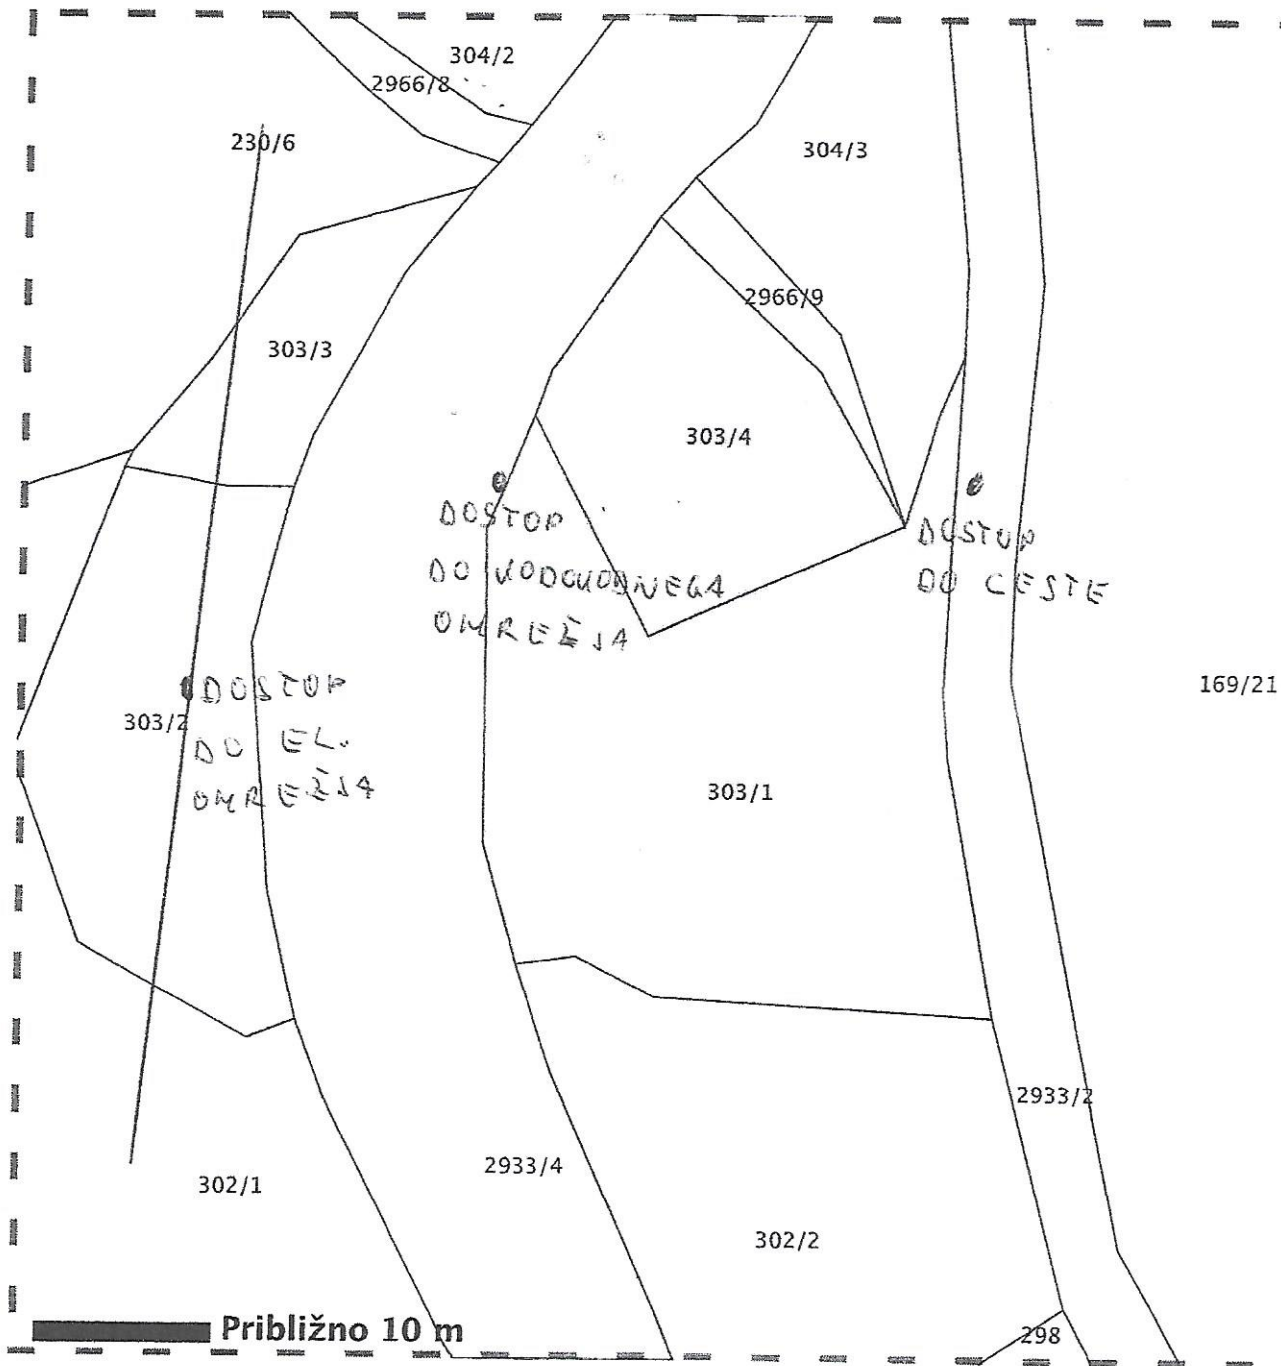 304/2
2966/8
230/6
304/3
2966/9
303/3
303/4
DOSTOP
DO VODOVODNEGA
OMREŽJA
DOSTOP
DO CESTE
169/21
DOSTOP
303/2
DO EL.
OMREŽJA
303/1
2933/2
2933/4
302/1
302/2
Približno 10 m
298